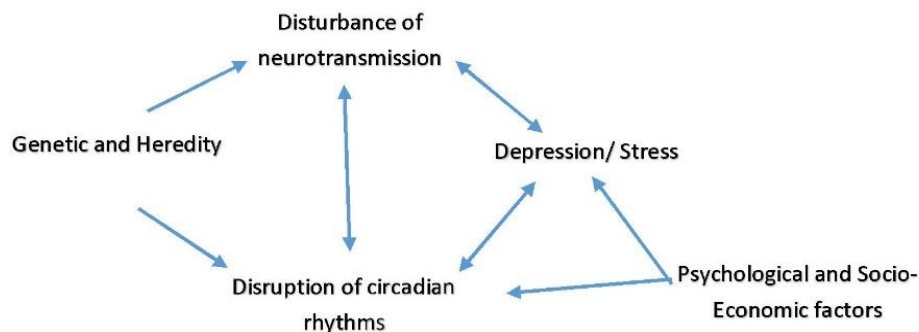 Disturbance of
neurotransmission
Genetic and Heredity
Depression/ Stress
Disruption of circadian
rhythms
Psychological and Socio-
Economic factors